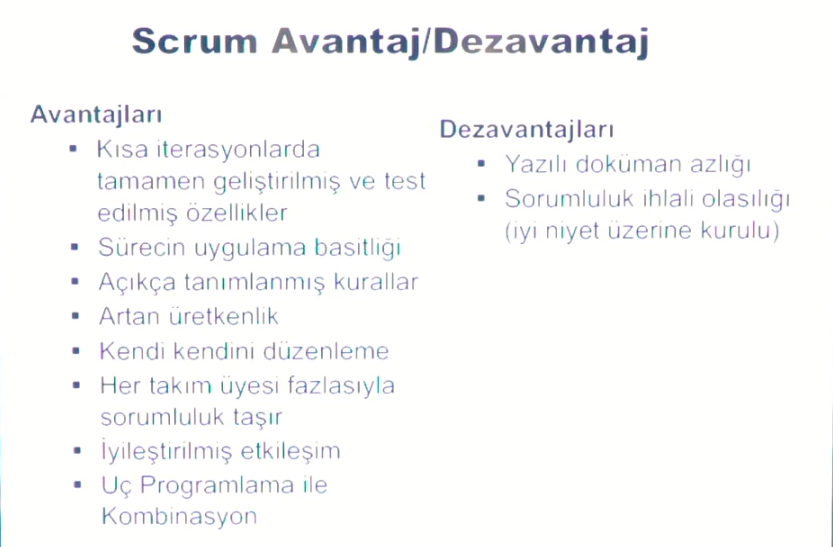 Scrum Avantaj/Dezavantaj
Avantajları
▪ Kısa iterasyonlarda
tamamen geliştirilmiş ve test
edilmiş özellikler
▪ Sürecin uygulama basitliği
▪ Açıkça tanımlanmış kurallar
▪ Artan üretkenlik
▪ Kendi kendini düzenleme
▪ Her takım üyesi fazlasıyla
sorumluluk taşır
▪ İyileştirilmiş etkileşim
▪ Uç Programlama ile
Kombinasyon
Dezavantajları
▪ Yazılı doküman azlığı
▪ Sorumluluk ihlali olasılığı
(iyi niyet üzerine kurulu)